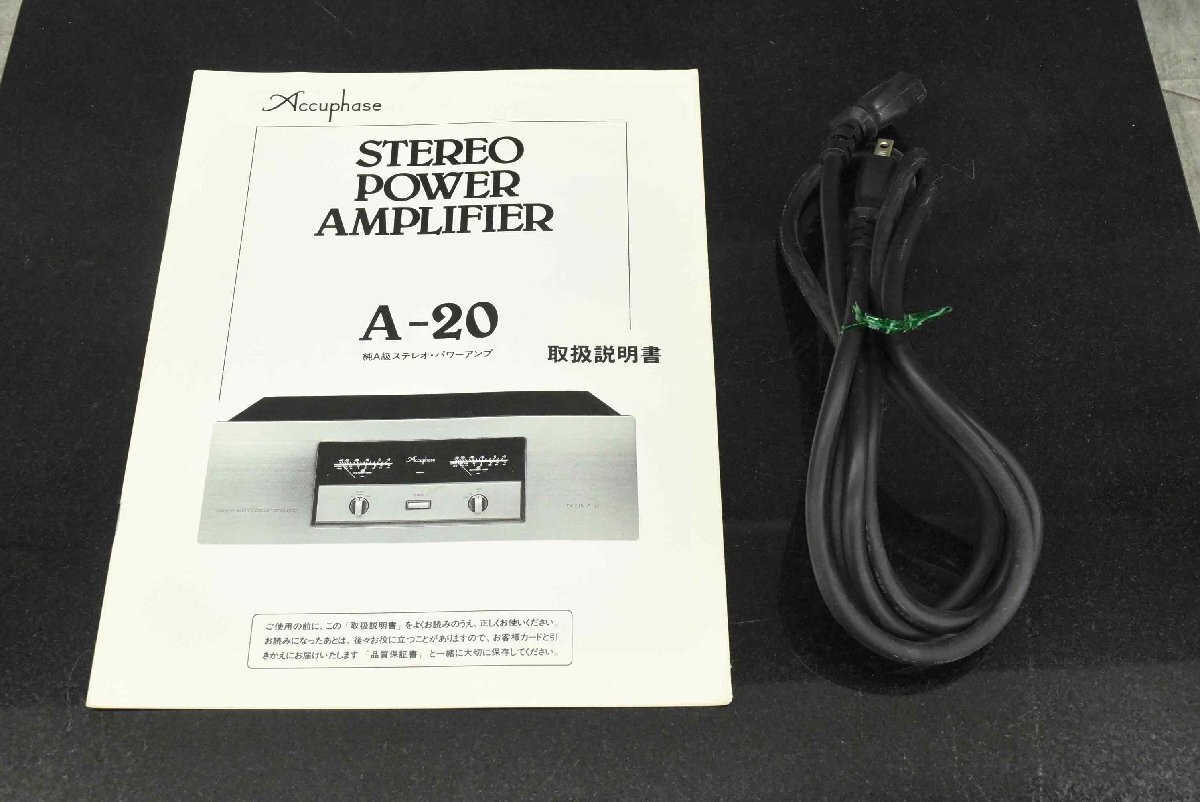 Accuphase
STEREO
POWER
AMPLIFIER
A-20
純A級ステレオ・パワーアンプ
取扱説明書
Accuphase
ご使用の前に、この「取扱説明書」をよくお読みのうえ、正しくお使いください。
お読みになったあとは、後々お役に立つことがありますので、お客様カードと引
きかえにお届けいたします「品質保証書」と一緒に大切に保存してください。